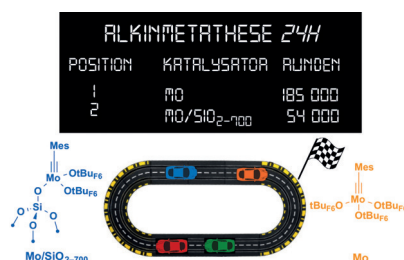 ALKINMETATHESE 24H
POSITION KATALYSATOR RUNDEN
1 MO 185 000
2 MO/SIO2-700 54 000
Mes
Mo OtBuF6
O OtBuF6
Si
O O O
Mo/SiO2-700
Mes
tBuF6O Mo OtBuF6
OtBuF6
Mo